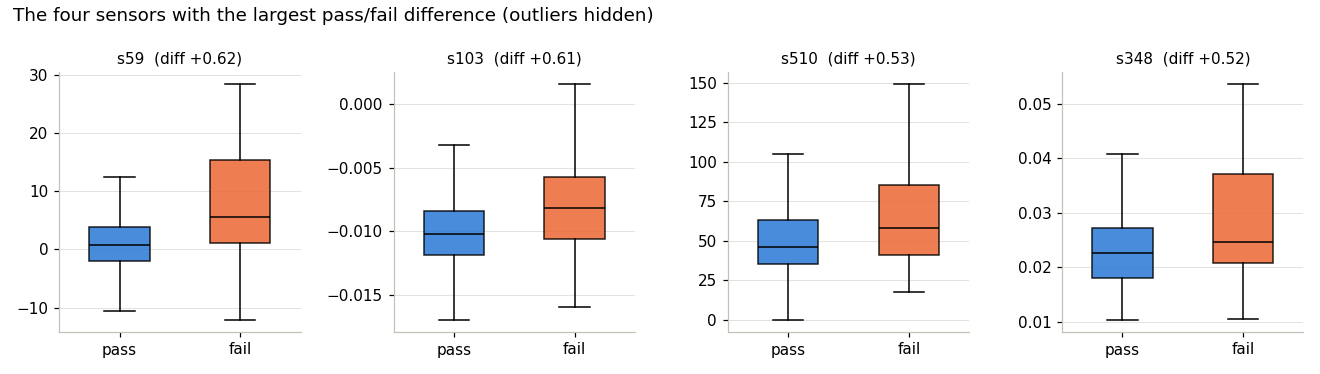 The four sensors with the largest pass/fail difference (outliers hidden)
s59  (diff +0.62)
30
20
10
0
−10
pass
fail
s103  (diff +0.61)
0.000
−0.005
−0.010
−0.015
pass
fail
s510  (diff +0.53)
150
125
100
75
50
25
0
pass
fail
s348  (diff +0.52)
0.05
0.04
0.03
0.02
0.01
pass
fail